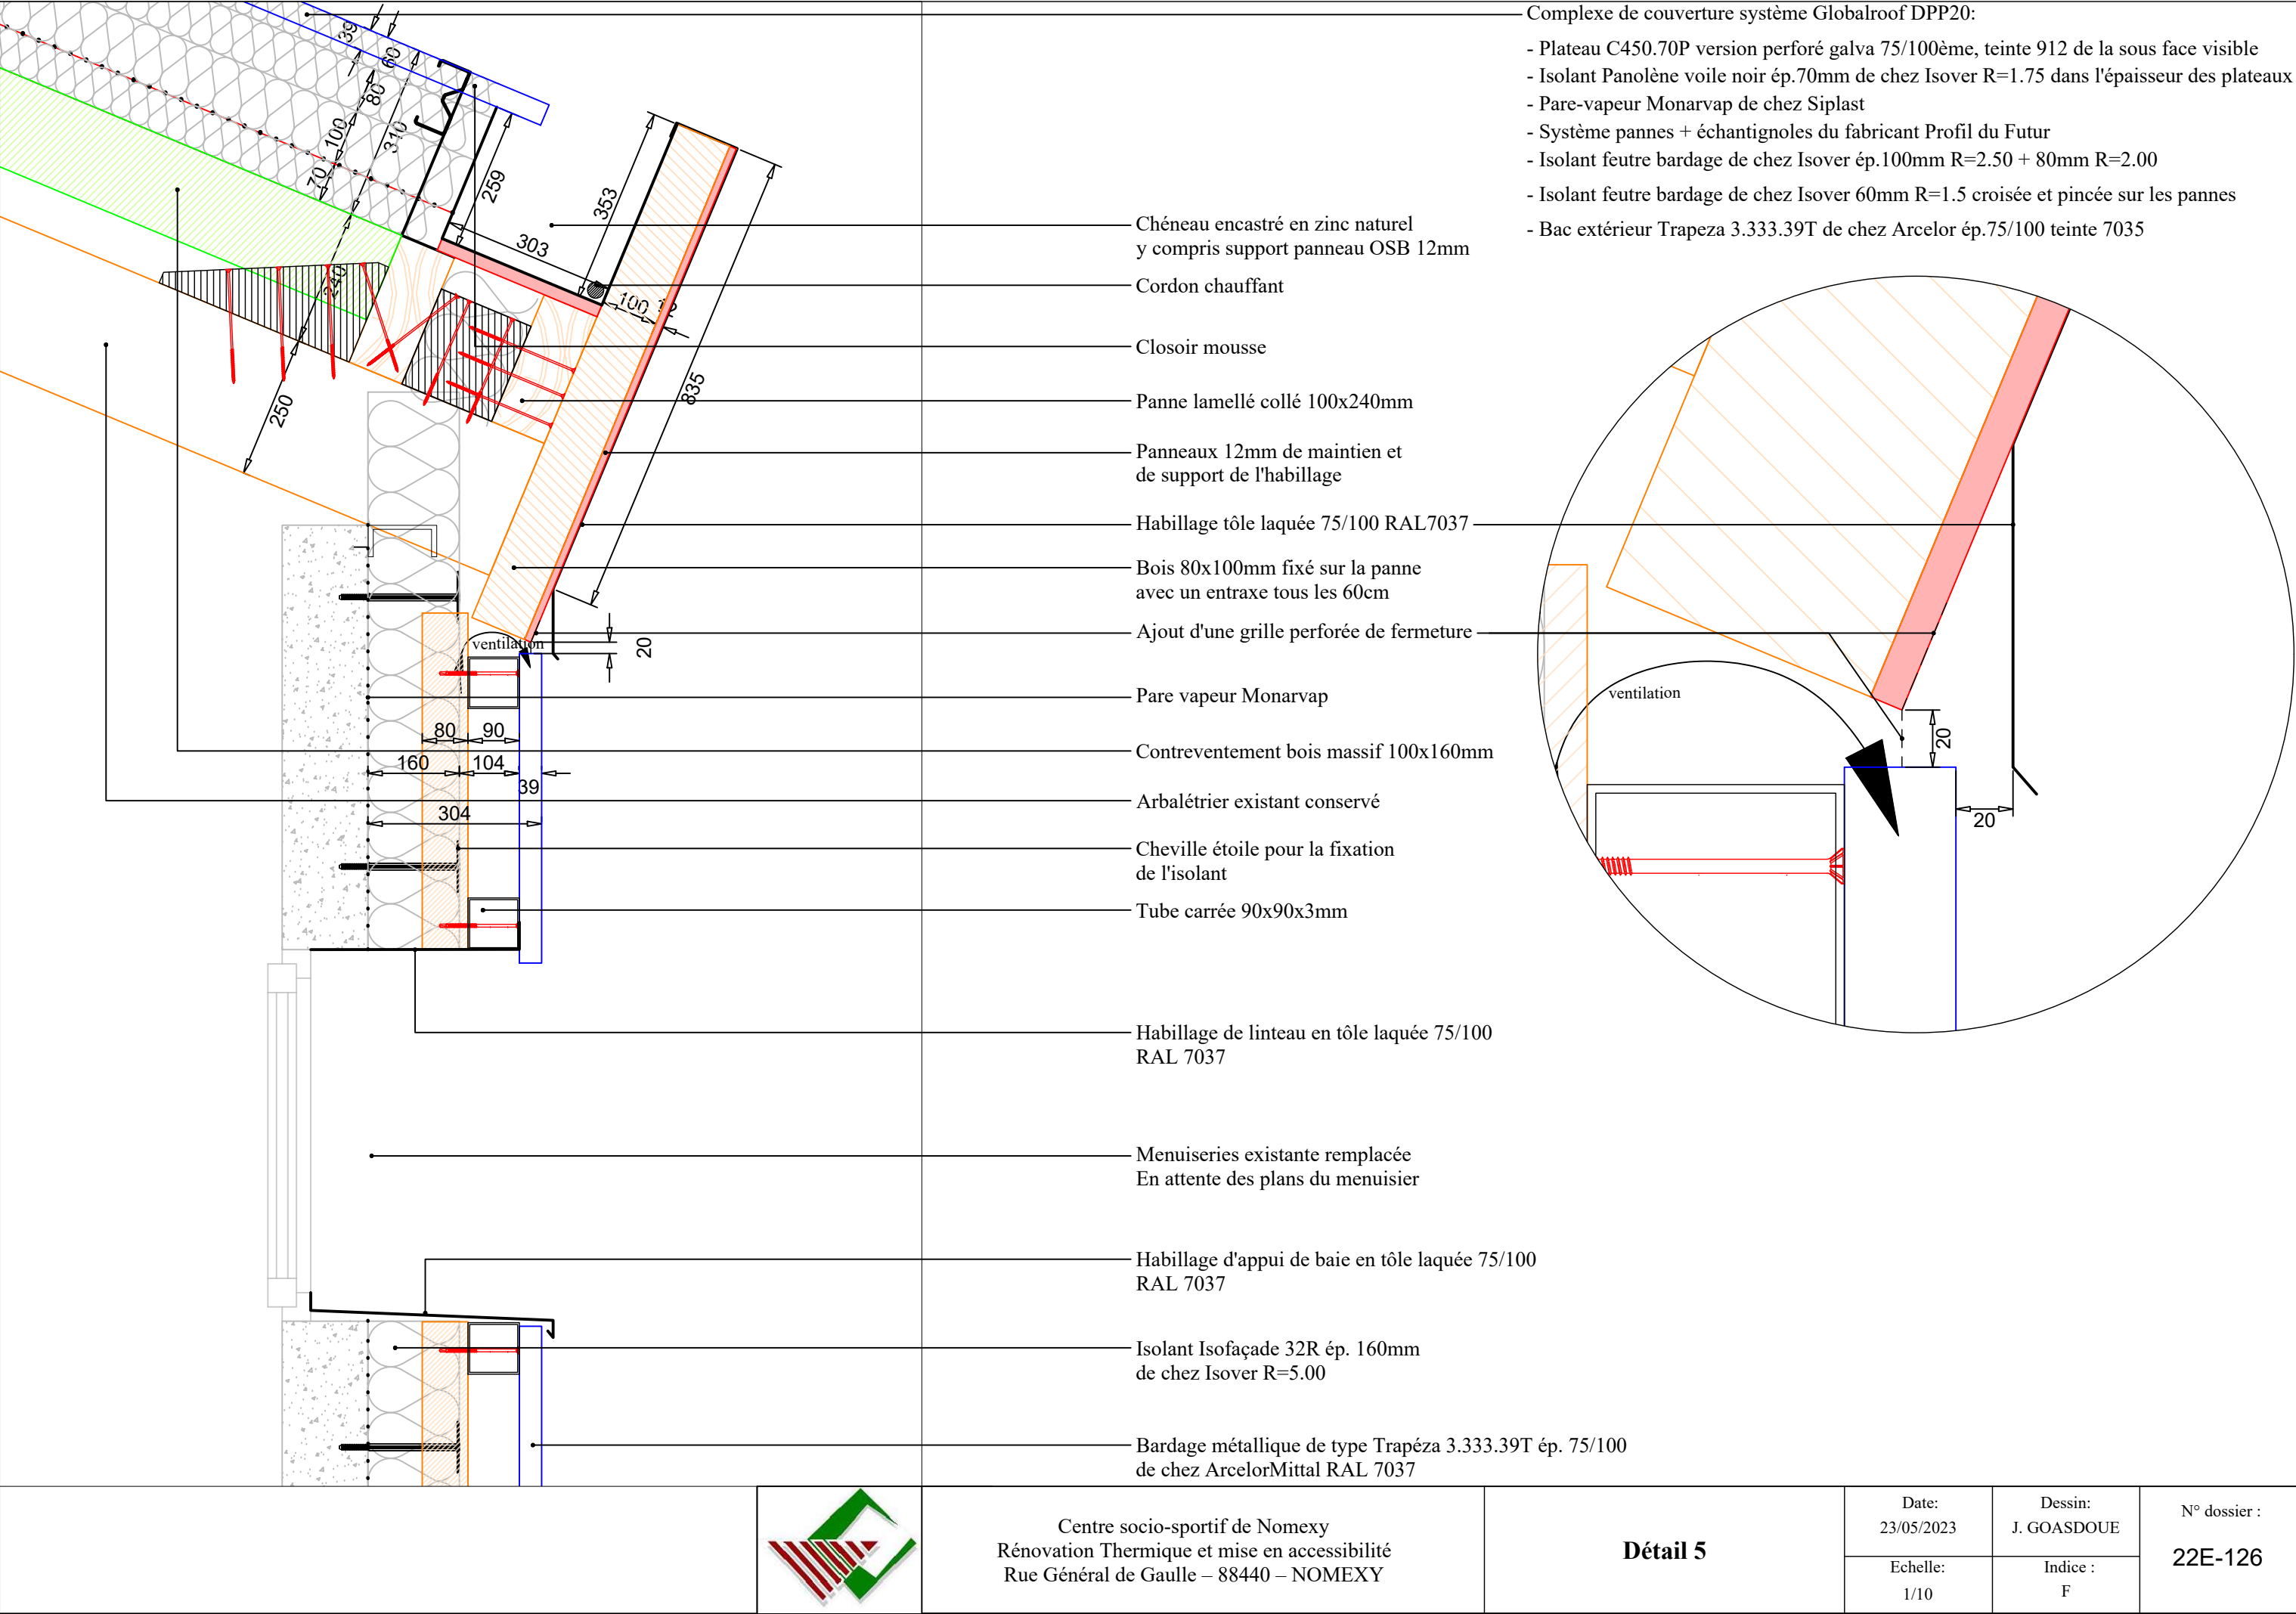 Complexe de couverture système Globalroof DPP20:
- Plateau C450.70P version perforé galva 75/100ème, teinte 912 de la sous face visible
- Isolant Panolène voile noir ép.70mm de chez Isover R=1.75 dans l'épaisseur des plateaux
- Pare-vapeur Monarvap de chez Siplast
- Système pannes + échantignoles du fabricant Profil du Futur
- Isolant feutre bardage de chez Isover ép.100mm R=2.50 + 80mm R=2.00
- Isolant feutre bardage de chez Isover 60mm R=1.5 croisée et pincée sur les pannes
- Bac extérieur Trapeza 3.333.39T de chez Arcelor ép.75/100 teinte 7035
39
60
80
100
310
70
259
353
303
240
100
12
250
835
Chéneau encastré en zinc naturel
y compris support panneau OSB 12mm
Cordon chauffant
Closoir mousse
Panne lamellé collé 100x240mm
Panneaux 12mm de maintien et
de support de l'habillage
Habillage tôle laquée 75/100 RAL7037
Bois 80x100mm fixé sur la panne
avec un entraxe tous les 60cm
Ajout d'une grille perforée de fermeture
ventilation
20
Pare vapeur Monarvap
80
90
Contreventement bois massif 100x160mm
160
104
39
Arbalétrier existant conservé
304
Cheville étoile pour la fixation
de l'isolant
Tube carrée 90x90x3mm
ventilation
20
20
Habillage de linteau en tôle laquée 75/100
RAL 7037
Menuiseries existante remplacée
En attente des plans du menuisier
Habillage d'appui de baie en tôle laquée 75/100
RAL 7037
Isolant Isofaçade 32R ép. 160mm
de chez Isover R=5.00
Bardage métallique de type Trapéza 3.333.39T ép. 75/100
de chez ArcelorMittal RAL 7037
Centre socio-sportif de Nomexy
Rénovation Thermique et mise en accessibilité
Rue Général de Gaulle – 88440 – NOMEXY
Détail 5
Date:
23/05/2023
Echelle:
1/10
Dessin:
J. GOASDOUE
Indice :
F
N° dossier :
22E-126